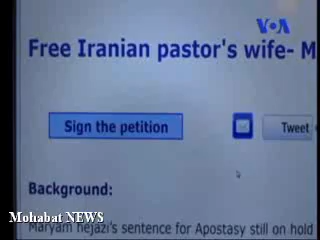 VOA
Free Iranian pastor's wife- M
Sign the petition
Tweet
Background:
Mohabat NEWS
Maryam hejazi's sentence for Apostasy still on hold